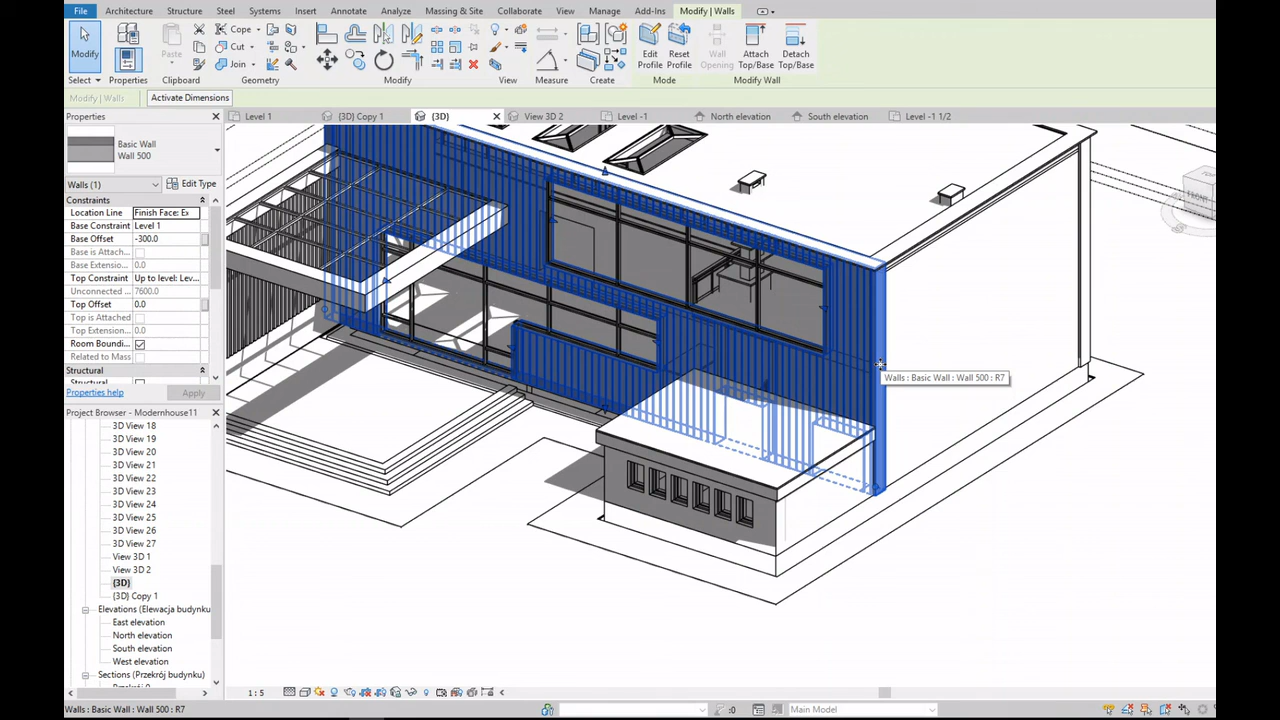 File Architecture Structure Steel Systems Insert Annotate Analyze Massing & Site Collaborate View Manage Add-Ins Modify | Walls
Modify
Paste
Cope
Cut
Join
Edit Profile
Reset Profile
Wall Opening
Attach Top/Base
Detach Top/Base
Select Properties Clipboard Geometry Modify View Measure Create Mode Modify Wall
Modify | Walls Activate Dimensions
Properties
Level 1 {3D} Copy 1 {3D} View 3D 2 Level -1 North elevation South elevation Level -1 1/2
Basic Wall
Wall 500
Walls (1) Edit Type
Constraints
Location Line Finish Face: Ex
Base Constraint Level 1
Base Offset -300.0
Base is Attach...
Base Extensio... 0.0
Top Constraint Up to level: Lev...
Unconnected ... 7600.0
Top Offset 0.0
Top is Attached
Top Extension... 0.0
Room Boundi...
Related to Mass
Structural
Properties help Apply
Project Browser - Modernhouse11
3D View 18
3D View 19
3D View 20
3D View 21
3D View 22
3D View 23
3D View 24
3D View 25
3D View 26
3D View 27
View 3D 1
View 3D 2
{3D}
{3D} Copy 1
Elevations (Elewacja budynku
East elevation
North elevation
South elevation
West elevation
Sections (Przekrój budynku)
FRONT
Walls : Basic Wall : Wall 500 : R7
1 : 5
Walls : Basic Wall : Wall 500 : R7 :0 Main Model